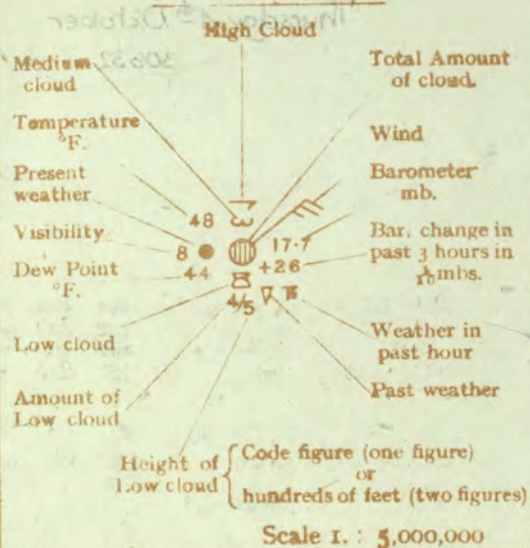 High Cloud
Medium cloud
Total Amount of cloud.
Temperature °F.
Wind
Present weather
Barometer mb.
48
Visibility
8
17.7
Bar. change in past 3 hours in 1/10 mbs.
Dew Point °F.
44
+26
4/5
Low cloud
Weather in past hour
Amount of Low cloud
Past weather
Height of Low cloud { Code figure (one figure)
or
hundreds of feet (two figures)
Scale 1. : 5,000,000